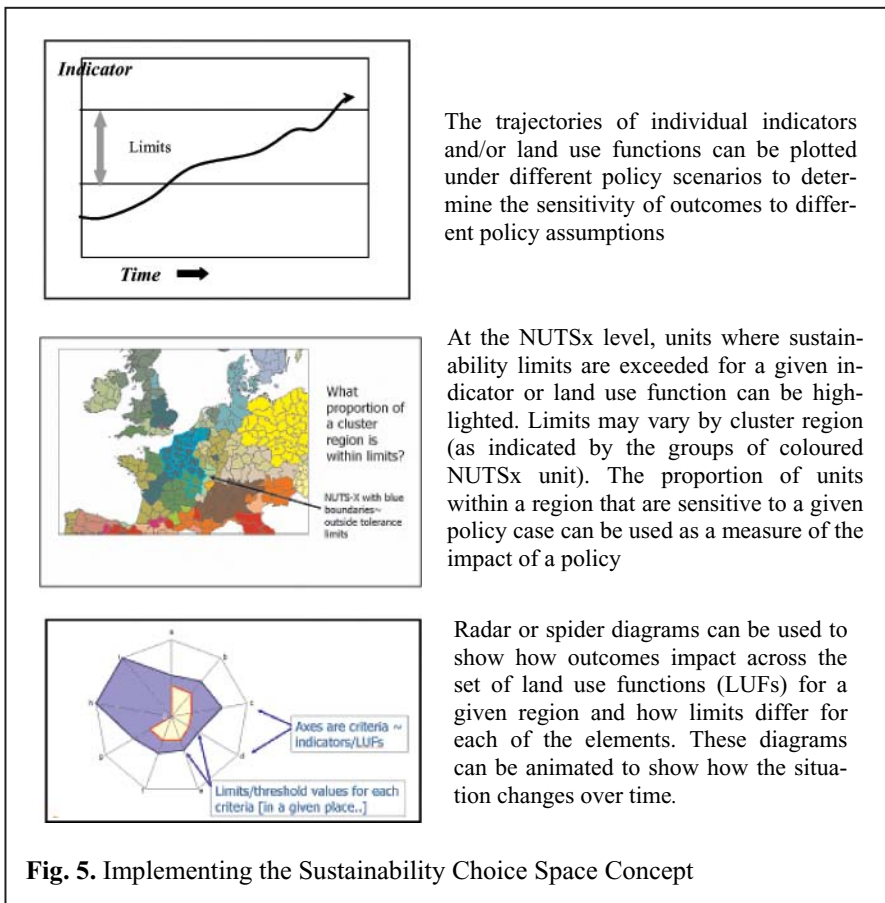 Indicator
Limits
Time
The trajectories of individual indicators
and/or land use functions can be plotted
under different policy scenarios to deter-
mine the sensitivity of outcomes to differ-
ent policy assumptions
What
proportion of
a cluster
region is
within limits?
NUTS-X with blue
boundaries~
outside tolerance
limits
At the NUTSx level, units where sustain-
ability limits are exceeded for a given in-
dicator or land use function can be high-
lighted. Limits may vary by cluster region
(as indicated by the groups of coloured
NUTSx unit). The proportion of units
within a region that are sensitive to a given
policy case can be used as a measure of the
impact of a policy
a
b
c
d
e
f
g
h
i
Axes are criteria ~
indicators/LUFs
Limits/threshold values for each
criteria [in a given place..]
Radar or spider diagrams can be used to
show how outcomes impact across the
set of land use functions (LUFs) for a
given region and how limits differ for
each of the elements. These diagrams
can be animated to show how the situa-
tion changes over time.
Fig. 5. Implementing the Sustainability Choice Space Concept